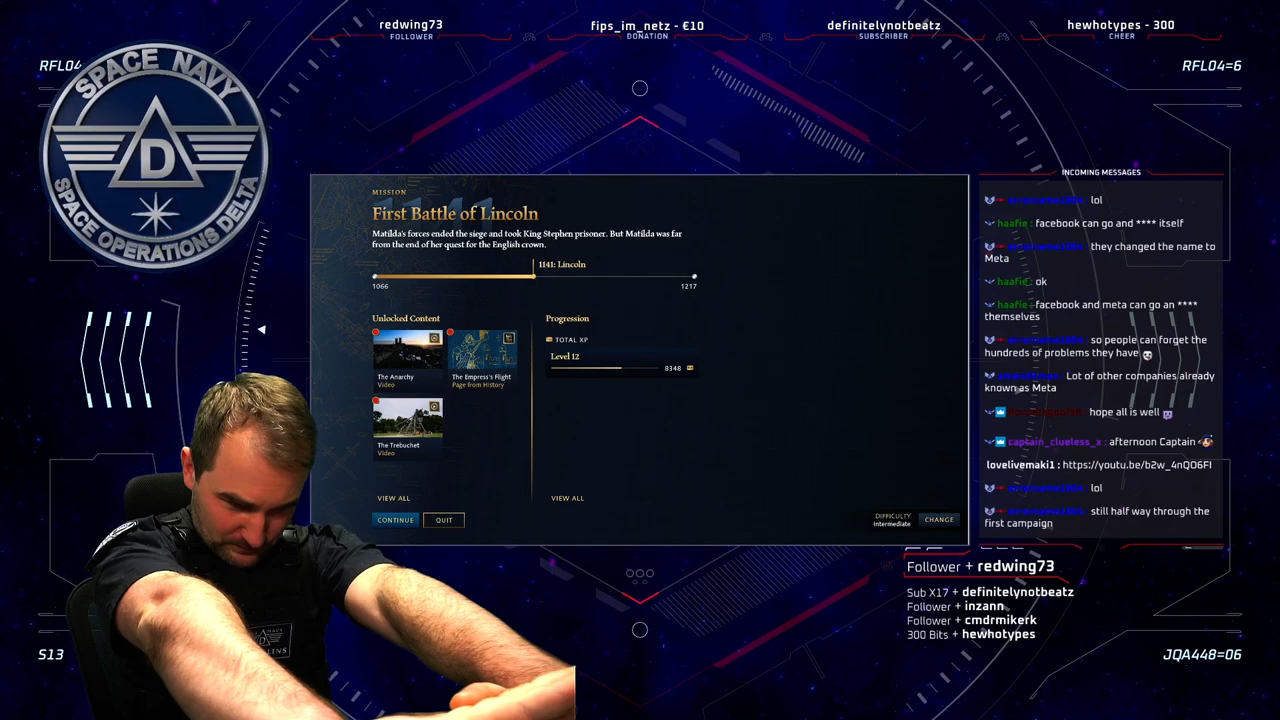 redwing73
FOLLOWER
fips_im_netz - €10
DONATION
definitelynotbeatz
SUBSCRIBER
hewhotypes - 300
CHEER
RFL04
RFL04=6
SPACE NAVY
D
SPACE OPERATIONS DELTA
MISSION
1141
First Battle of Lincoln
Matilda's forces ended the siege and took King Stephen prisoner. But Matilda was far
from the end of her quest for the English crown.
1141: Lincoln
1066
1217
Unlocked Content
The Anarchy
Video
The Empress's Flight
Page from History
The Trebuchet
Video
VIEW ALL
CONTINUE
QUIT
Progression
TOTAL XP
Level 12
8348
VIEW ALL
DIFFICULTY
Intermediate
CHANGE
INCOMING MESSAGES
lol
haafie : facebook can go and **** itself
they changed the name to
Meta
haafie : ok
haafie : facebook and meta can go an ****
themselves
so people can forget the
hundreds of problems they have
Lot of other companies already
known as Meta
hope all is well
captain_clueless_x : afternoon Captain
lovelivemaki1 : https://youtu.be/b2w_4nQO6FI
lol
still half way through the
first campaign
Follower + redwing73
Sub X17 + definitelynotbeatz
Follower + inzann
Follower + cmdrmikerk
300 Bits + hewhotypes
S13
JQA448=06